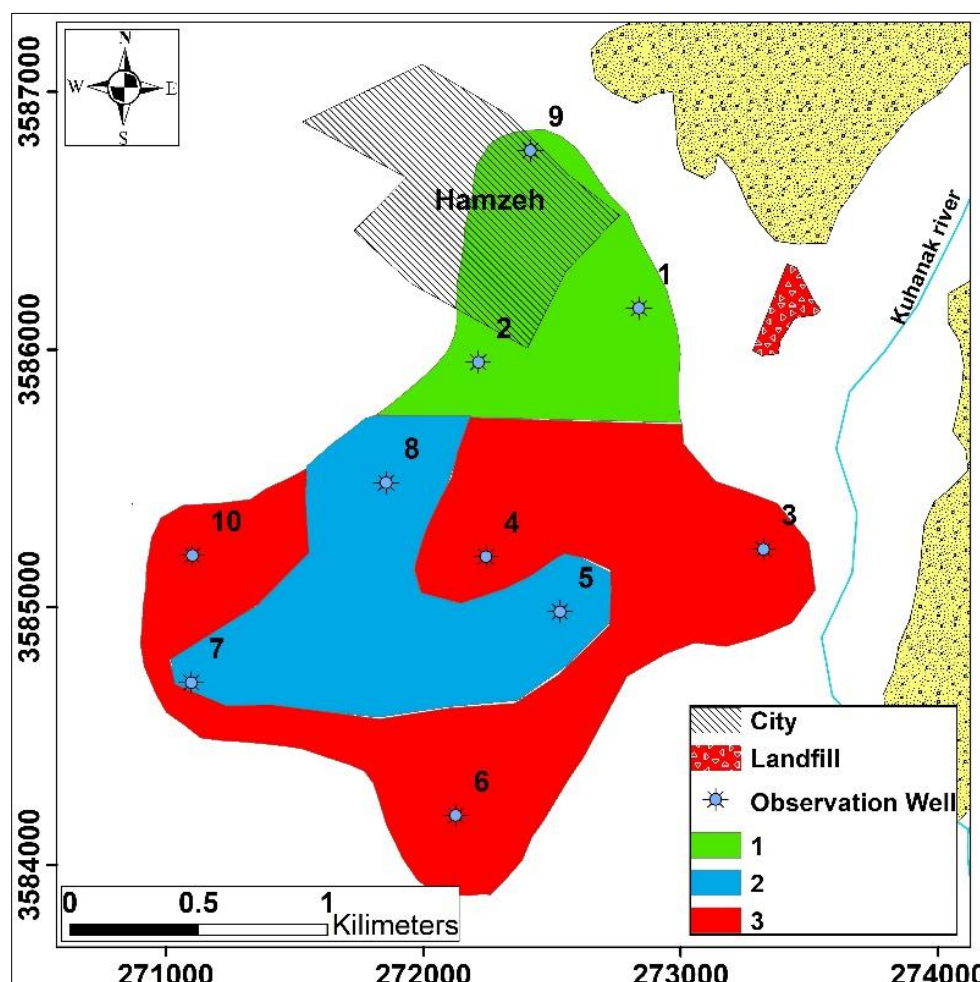 N
W E
S
3587000
3586000
3585000
3584000
9
Hamzeh
1
2
Kuhanak river
8
10
4
3
5
7
6
City
Landfill
Observation Well
1
2
3
0 0.5 1
Kilimeters
271000 272000 273000 274000